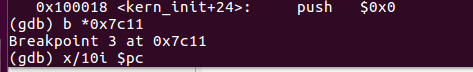 0x100018 <kern_init+24>: push $0x0
(gdb) b *0x7c11
Breakpoint 3 at 0x7c11
(gdb) x/10i $pc